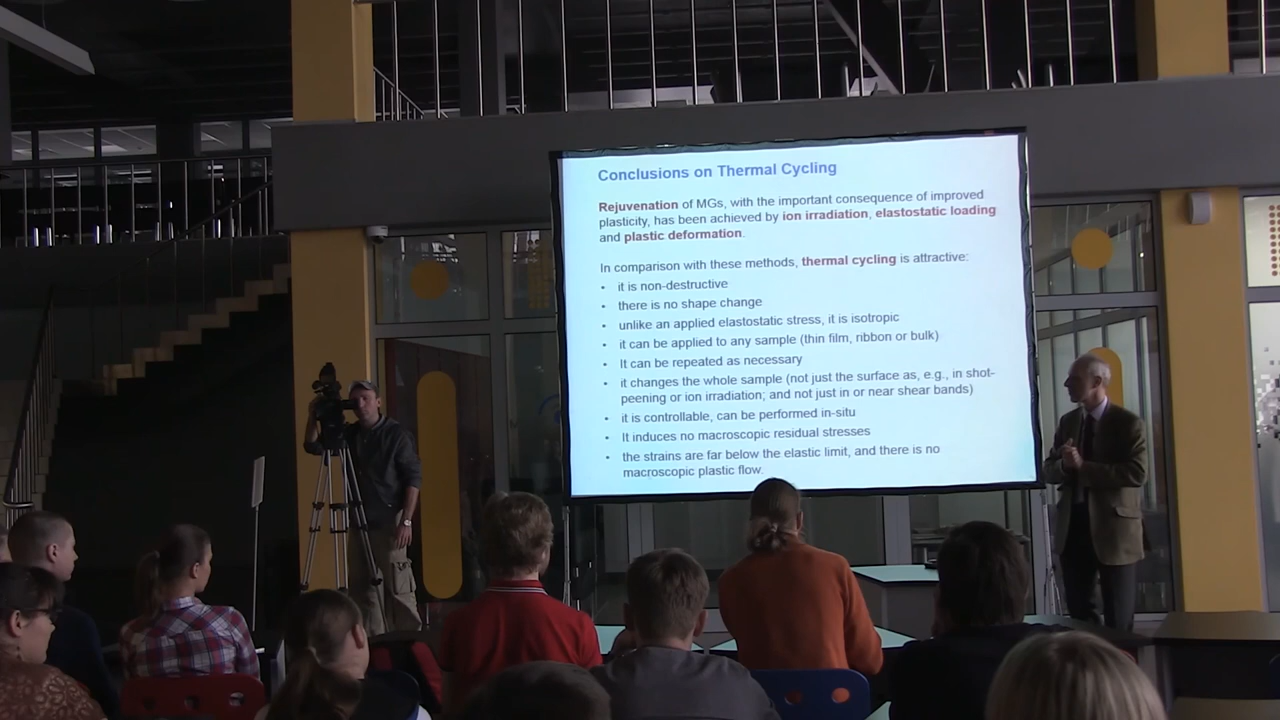 Conclusions on Thermal Cycling
Rejuvenation of MGs, with the important consequence of improved
plasticity, has been achieved by ion irradiation, elastostatic loading
and plastic deformation.
In comparison with these methods, thermal cycling is attractive:
• it is non-destructive
• there is no shape change
• unlike an applied elastostatic stress, it is isotropic
• it can be applied to any sample (thin film, ribbon or bulk)
• It can be repeated as necessary
• it changes the whole sample (not just the surface as, e.g., in shot-
peening or ion irradiation; and not just in or near shear bands)
• it is controllable, can be performed in-situ
• It induces no macroscopic residual stresses
• the strains are far below the elastic limit, and there is no
macroscopic plastic flow.